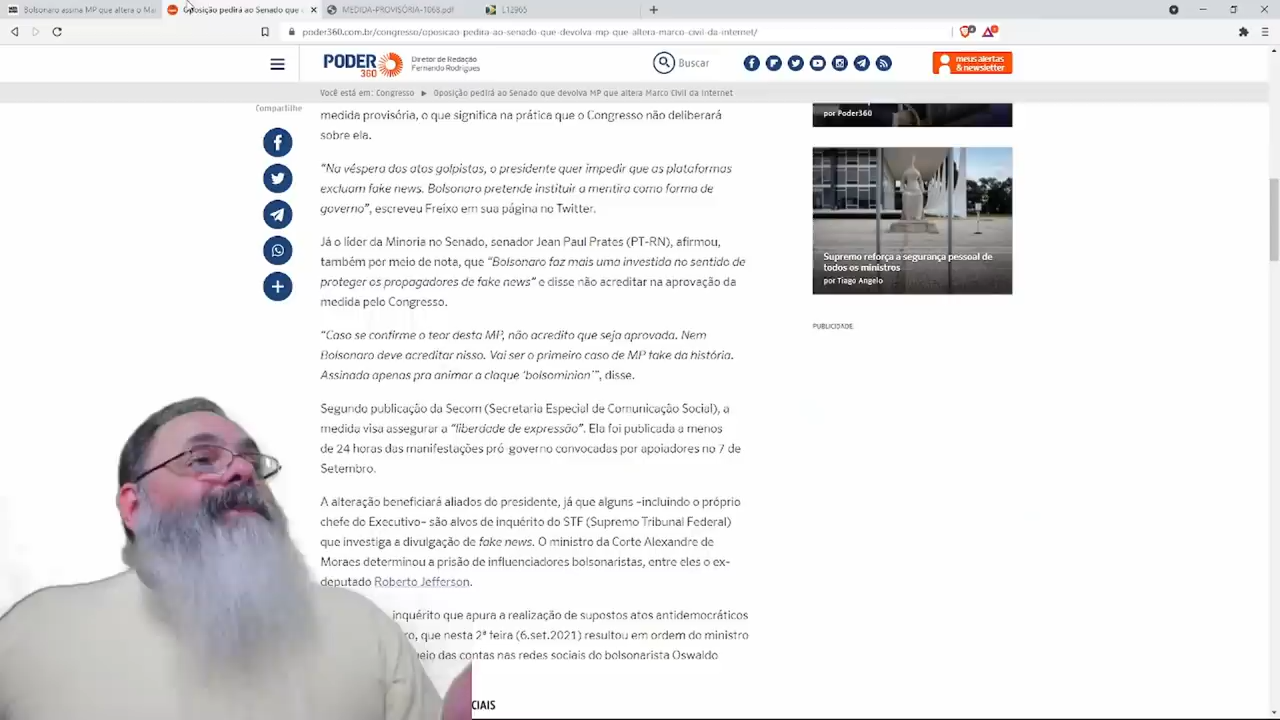 Bolsonaro assina MP que altera o Mar
Oposição pedirá ao Senado que
MEDIDA-PROVISÓRIA-1068.pdf
L12965
poder360.com.br/congresso/oposicao-pedira-ao-senado-que-devolva-mp-que-altera-marco-civil-da-internet/
PODER
360
Diretor de Redação
Fernando Rodrigues
Buscar
meus alertas
& newsletter
Você está em: Congresso ▶ Oposição pedirá ao Senado que devolva MP que altera Marco Civil da Internet
Compartilhe
medida provisória, o que significa na prática que o Congresso não deliberará
sobre ela.
“Na véspera dos atos golpistas, o presidente quer impedir que as plataformas
excluam fake news. Bolsonaro pretende instituir a mentira como forma de
governo”, escreveu Freixo em sua página no Twitter.
Já o líder da Minoria no Senado, senador Jean Paul Prates (PT-RN), afirmou,
também por meio de nota, que “Bolsonaro faz mais uma investida no sentido de
proteger os propagadores de fake news” e disse não acreditar na aprovação da
medida pelo Congresso.
“Caso se confirme o teor desta MP, não acredito que seja aprovada. Nem
Bolsonaro deve acreditar nisso. Vai ser o primeiro caso de MP fake da história.
Assinada apenas pra animar a claque ‘bolsominion’”, disse.
Segundo publicação da Secom (Secretaria Especial de Comunicação Social), a
medida visa assegurar a “liberdade de expressão”. Ela foi publicada a menos
de 24 horas das manifestações pró-governo convocadas por apoiadores no 7 de
Setembro.
A alteração beneficiará aliados do presidente, já que alguns –incluindo o próprio
chefe do Executivo– são alvos de inquérito do STF (Supremo Tribunal Federal)
que investiga a divulgação de fake news. O ministro da Corte Alexandre de
Moraes determinou a prisão de influenciadores bolsonaristas, entre eles o ex-
deputado Roberto Jefferson.
inquérito que apura a realização de supostos atos antidemocráticos
que nesta 2ª feira (6.set.2021) resultou em ordem do ministro
das contas nas redes sociais do bolsonarista Oswaldo
CIAIS
por Poder360
Supremo reforça a segurança pessoal de
todos os ministros
por Tiago Angelo
PUBLICIDADE